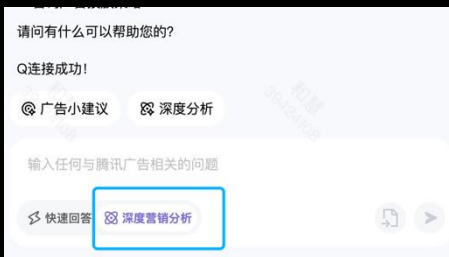 请问有什么可以帮助您的?
Q连接成功!
广告小建议 深度分析
输入任何与腾讯广告相关的问题
快速回答 深度营销分析